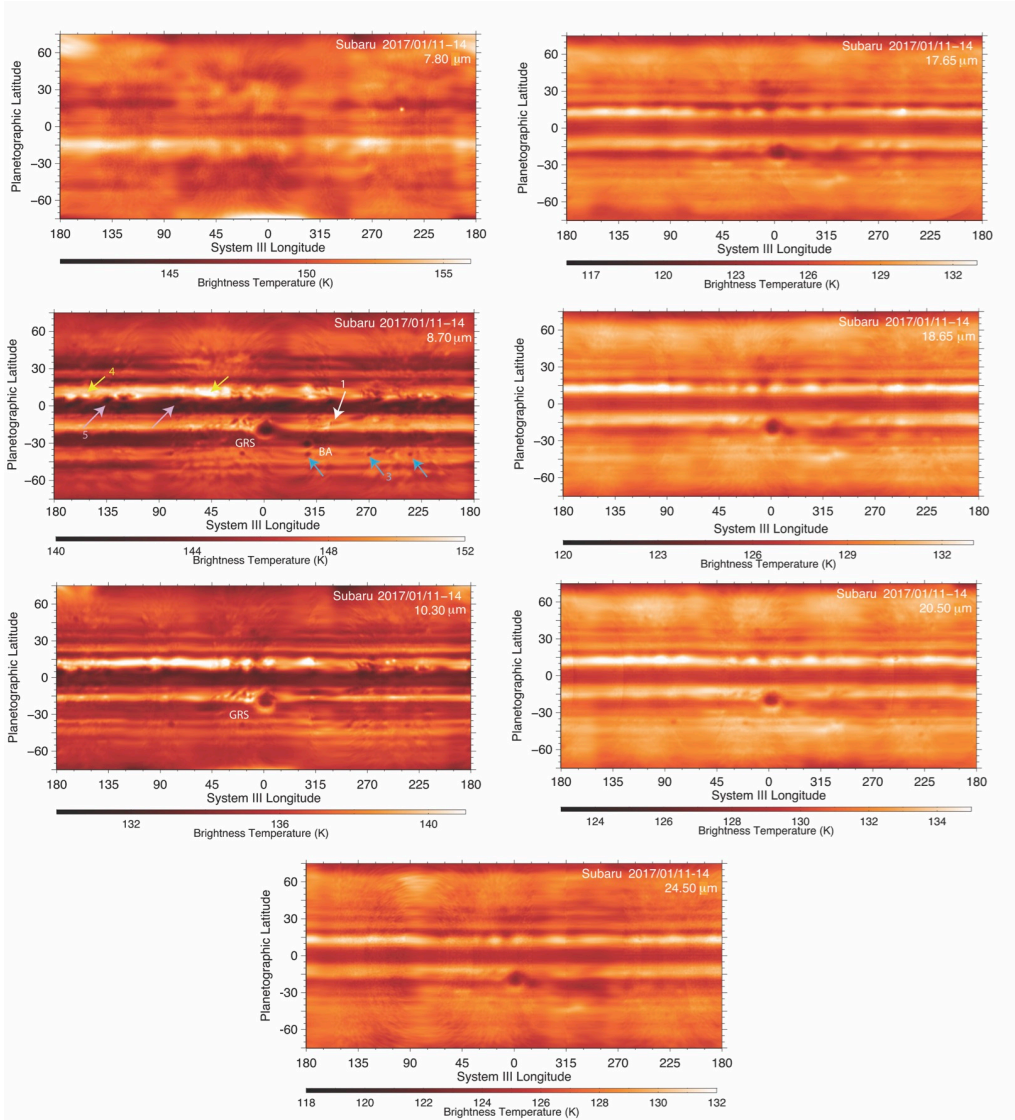 Subaru 2017/01/11-14
7.80 μm
Planetographic Latitude
60
30
0
-30
-60
180 135 90 45 0 315 270 225 180
System III Longitude
145 150 155
Brightness Temperature (K)
Subaru 2017/01/11-14
17.65 μm
Planetographic Latitude
60
30
0
-30
-60
180 135 90 45 0 315 270 225 180
System III Longitude
117 120 124 126 129 132
Brightness Temperature (K)
Subaru 2017/01/11-14
8.70 μm
Planetographic Latitude
60
30
0
-30
-60
4
1
5
GRS
BA
3
180 135 90 45 0 315 270 225 180
System III Longitude
140 144 148 152
Brightness Temperature (K)
Subaru 2017/01/11-14
18.65 μm
Planetographic Latitude
60
30
0
-30
-60
180 135 90 45 0 315 270 225 180
System III Longitude
120 123 126 129 132
Brightness Temperature (K)
Subaru 2017/01/11-14
10.30 μm
Planetographic Latitude
60
30
0
-30
-60
GRS
180 135 90 45 0 315 270 225 180
System III Longitude
132 136 140
Brightness Temperature (K)
Subaru 2017/01/11-14
20.50 μm
Planetographic Latitude
60
30
0
-30
-60
180 135 90 45 0 315 270 225 180
System III Longitude
124 126 128 130 132 134
Brightness Temperature (K)
Subaru 2017/01/11-14
24.50 μm
Planetographic Latitude
60
30
0
-30
-60
180 135 90 45 0 315 270 225 180
System III Longitude
118 120 122 124 126 128 130 132
Brightness Temperature (K)